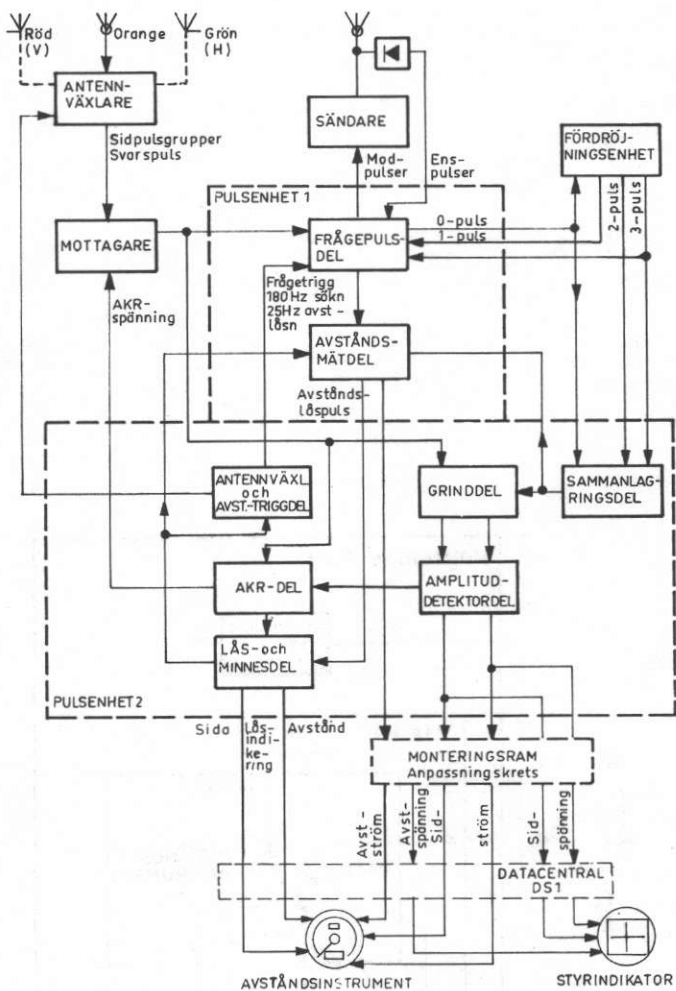 Röd
(V)
Orange
Grön
(H)
ANTENN-
VÄXLARE
Sidpulsgrupper
Svarspuls
SÄNDARE
Mod-
pulser
Ens-
pulser
FÖRDRÖJ-
NINGSENHET
PULSENHET 1
MOTTAGARE
FRÅGEPULS-
DEL
0-puls
1-puls
2-puls
3-puls
AKR-
spänning
Frågetrigg
180 Hz sökn
25Hz avst-
låsn
AVSTÅNDS-
MÄTDEL
Avstånds-
låspuls
ANTENNVÄXL.
och
AVST.-TRIGGDEL
GRINDDEL
SAMMANLAG-
RINGSDEL
AKR-DEL
AMPLITUD-
DETEKTORDEL
LÅS-och
MINNESDEL
PULSENHET 2
Sida
Lås-
indi-
ke-
ring
Avstånd
MONTERINGSRAM
Anpassningskrets
Avst-
ström
Avst-
spänning
Sid-
ström
Sid-
spänning
DATACENTRAL
DS1
AVSTÅNDSINSTRUMENT
STYRINDIKATOR